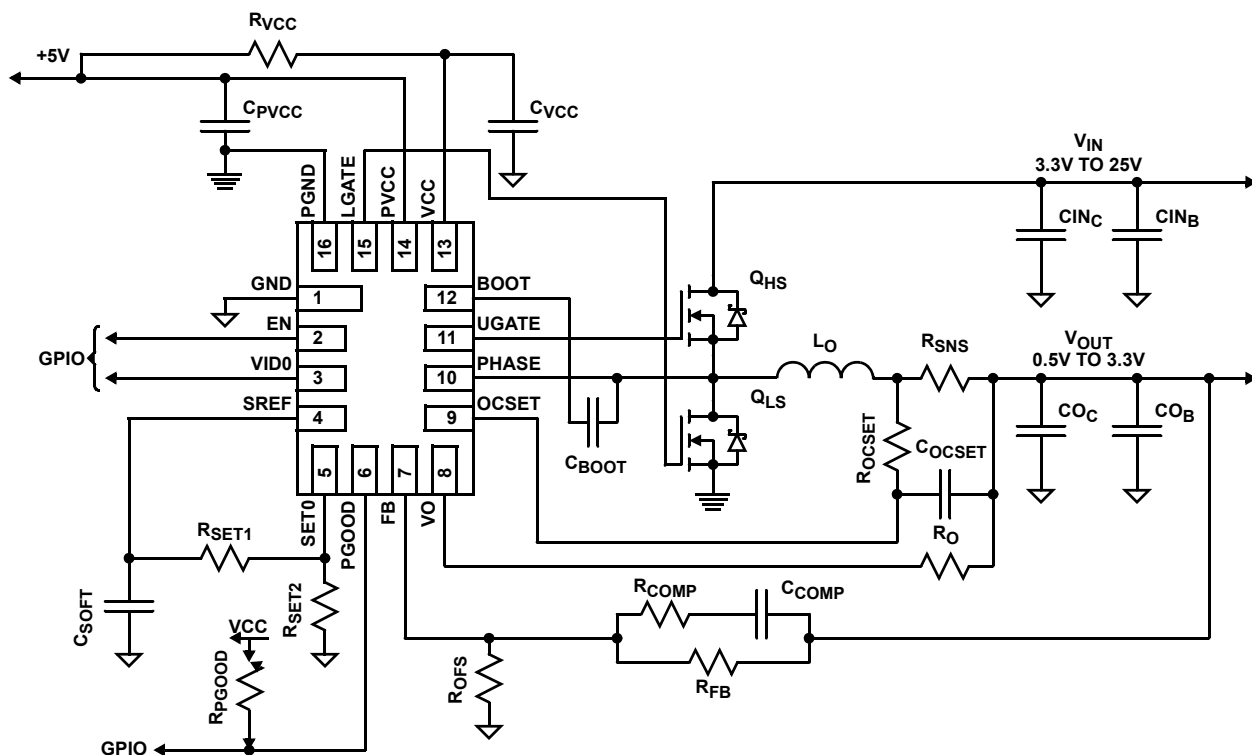 RVCC
+5V
CPVCC
CVCC
VIN
3.3V TO 25V
PGND
LGATE
PVCC
VCC
CINC
CINB
16
15
14
13
GND
1
12
BOOT
QHS
EN
2
11
UGATE
GPIO
VID0
3
10
PHASE
LO
RSNS
VOUT
0.5V TO 3.3V
SREF
4
9
OCSET
QLS
CBOOT
ROCSET
COCSET
COC
COB
5
6
7
8
SET0
PGOOD
FB
VO
RO
RSET1
CSOFT
RSET2
RCOMP
CCOMP
VCC
RPGOOD
ROFS
RFB
GPIO